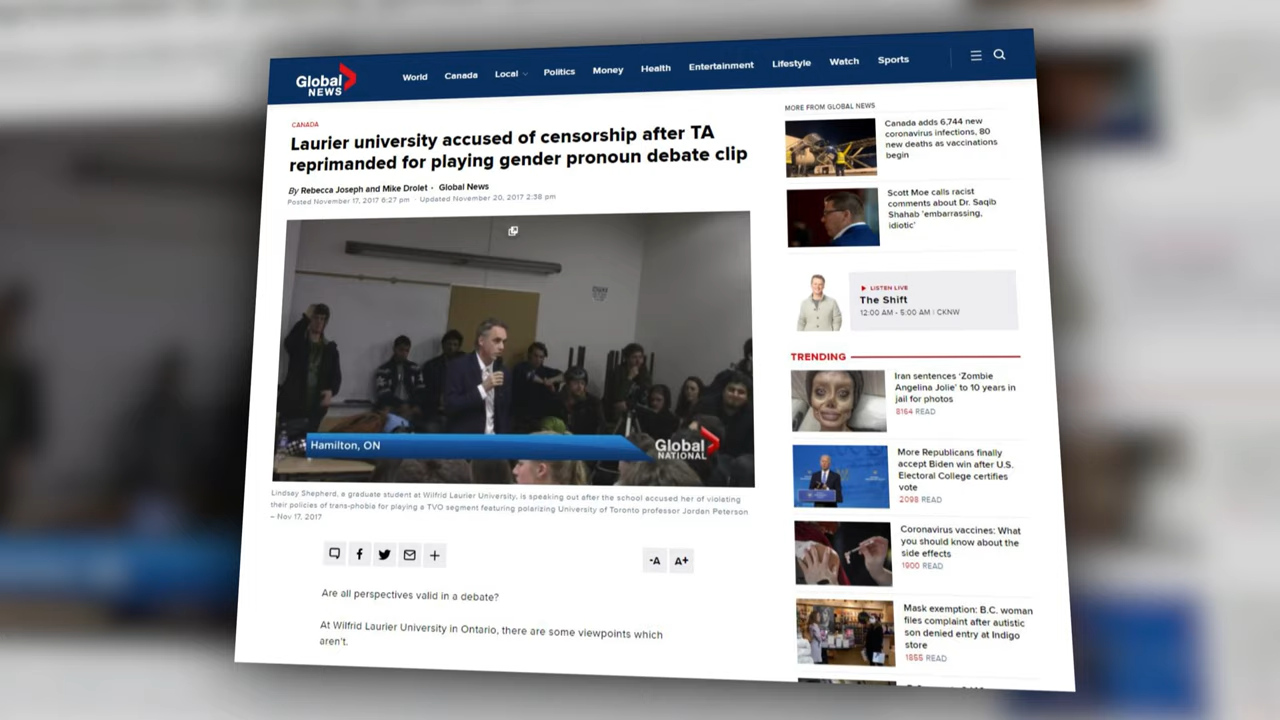 Global NEWS
World Canada Local Politics Money Health Entertainment Lifestyle Watch Sports
CANADA
Laurier university accused of censorship after TA
reprimanded for playing gender pronoun debate clip
By Rebecca Joseph and Mike Drolet · Global News
Posted November 17, 2017 6:27 pm · Updated November 20, 2017 2:38 pm
Hamilton, ON
Global NATIONAL
Lindsay Shepherd, a graduate student at Wilfrid Laurier University, is speaking out after the school accused her of violating
their policies of trans-phobia for playing a TVO segment featuring polarizing University of Toronto professor Jordan Peterson
– Nov 17, 2017
-A A+
Are all perspectives valid in a debate?
At Wilfrid Laurier University in Ontario, there are some viewpoints which
aren't.
MORE FROM GLOBAL NEWS
Canada adds 6,744 new
coronavirus infections, 80
new deaths as vaccinations
begin
Scott Moe calls racist
comments about Dr. Saqib
Shahab 'embarrassing,
idiotic'
LISTEN LIVE
The Shift
12:00 AM - 5:00 AM | CKNW
TRENDING
Iran sentences 'Zombie
Angelina Jolie' to 10 years in
jail for photos
8164 READ
More Republicans finally
accept Biden win after U.S.
Electoral College certifies
vote
2098 READ
Coronavirus vaccines: What
you should know about the
side effects
1900 READ
Mask exemption: B.C. woman
files complaint after autistic
son denied entry at Indigo
store
1855 READ